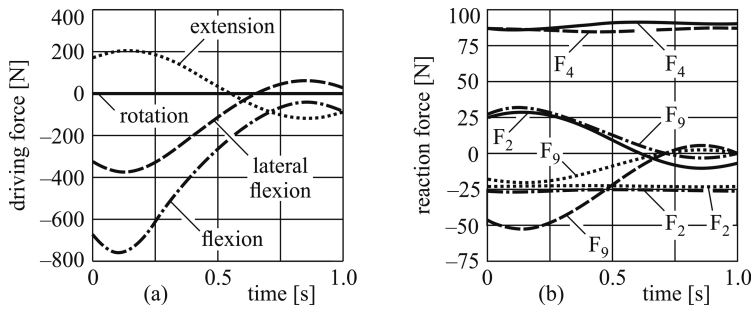 driving force [N]
400
200
0
−200
−400
−600
−800
extension
rotation
lateral
flexion
flexion
0
0.5
1.0
(a)
time [s]
reaction force [N]
100
75
50
25
0
−25
−50
−75
F4
F4
F2
F9
F9
F2
F2
F9
0
0.5
1.0
(b)
time [s]